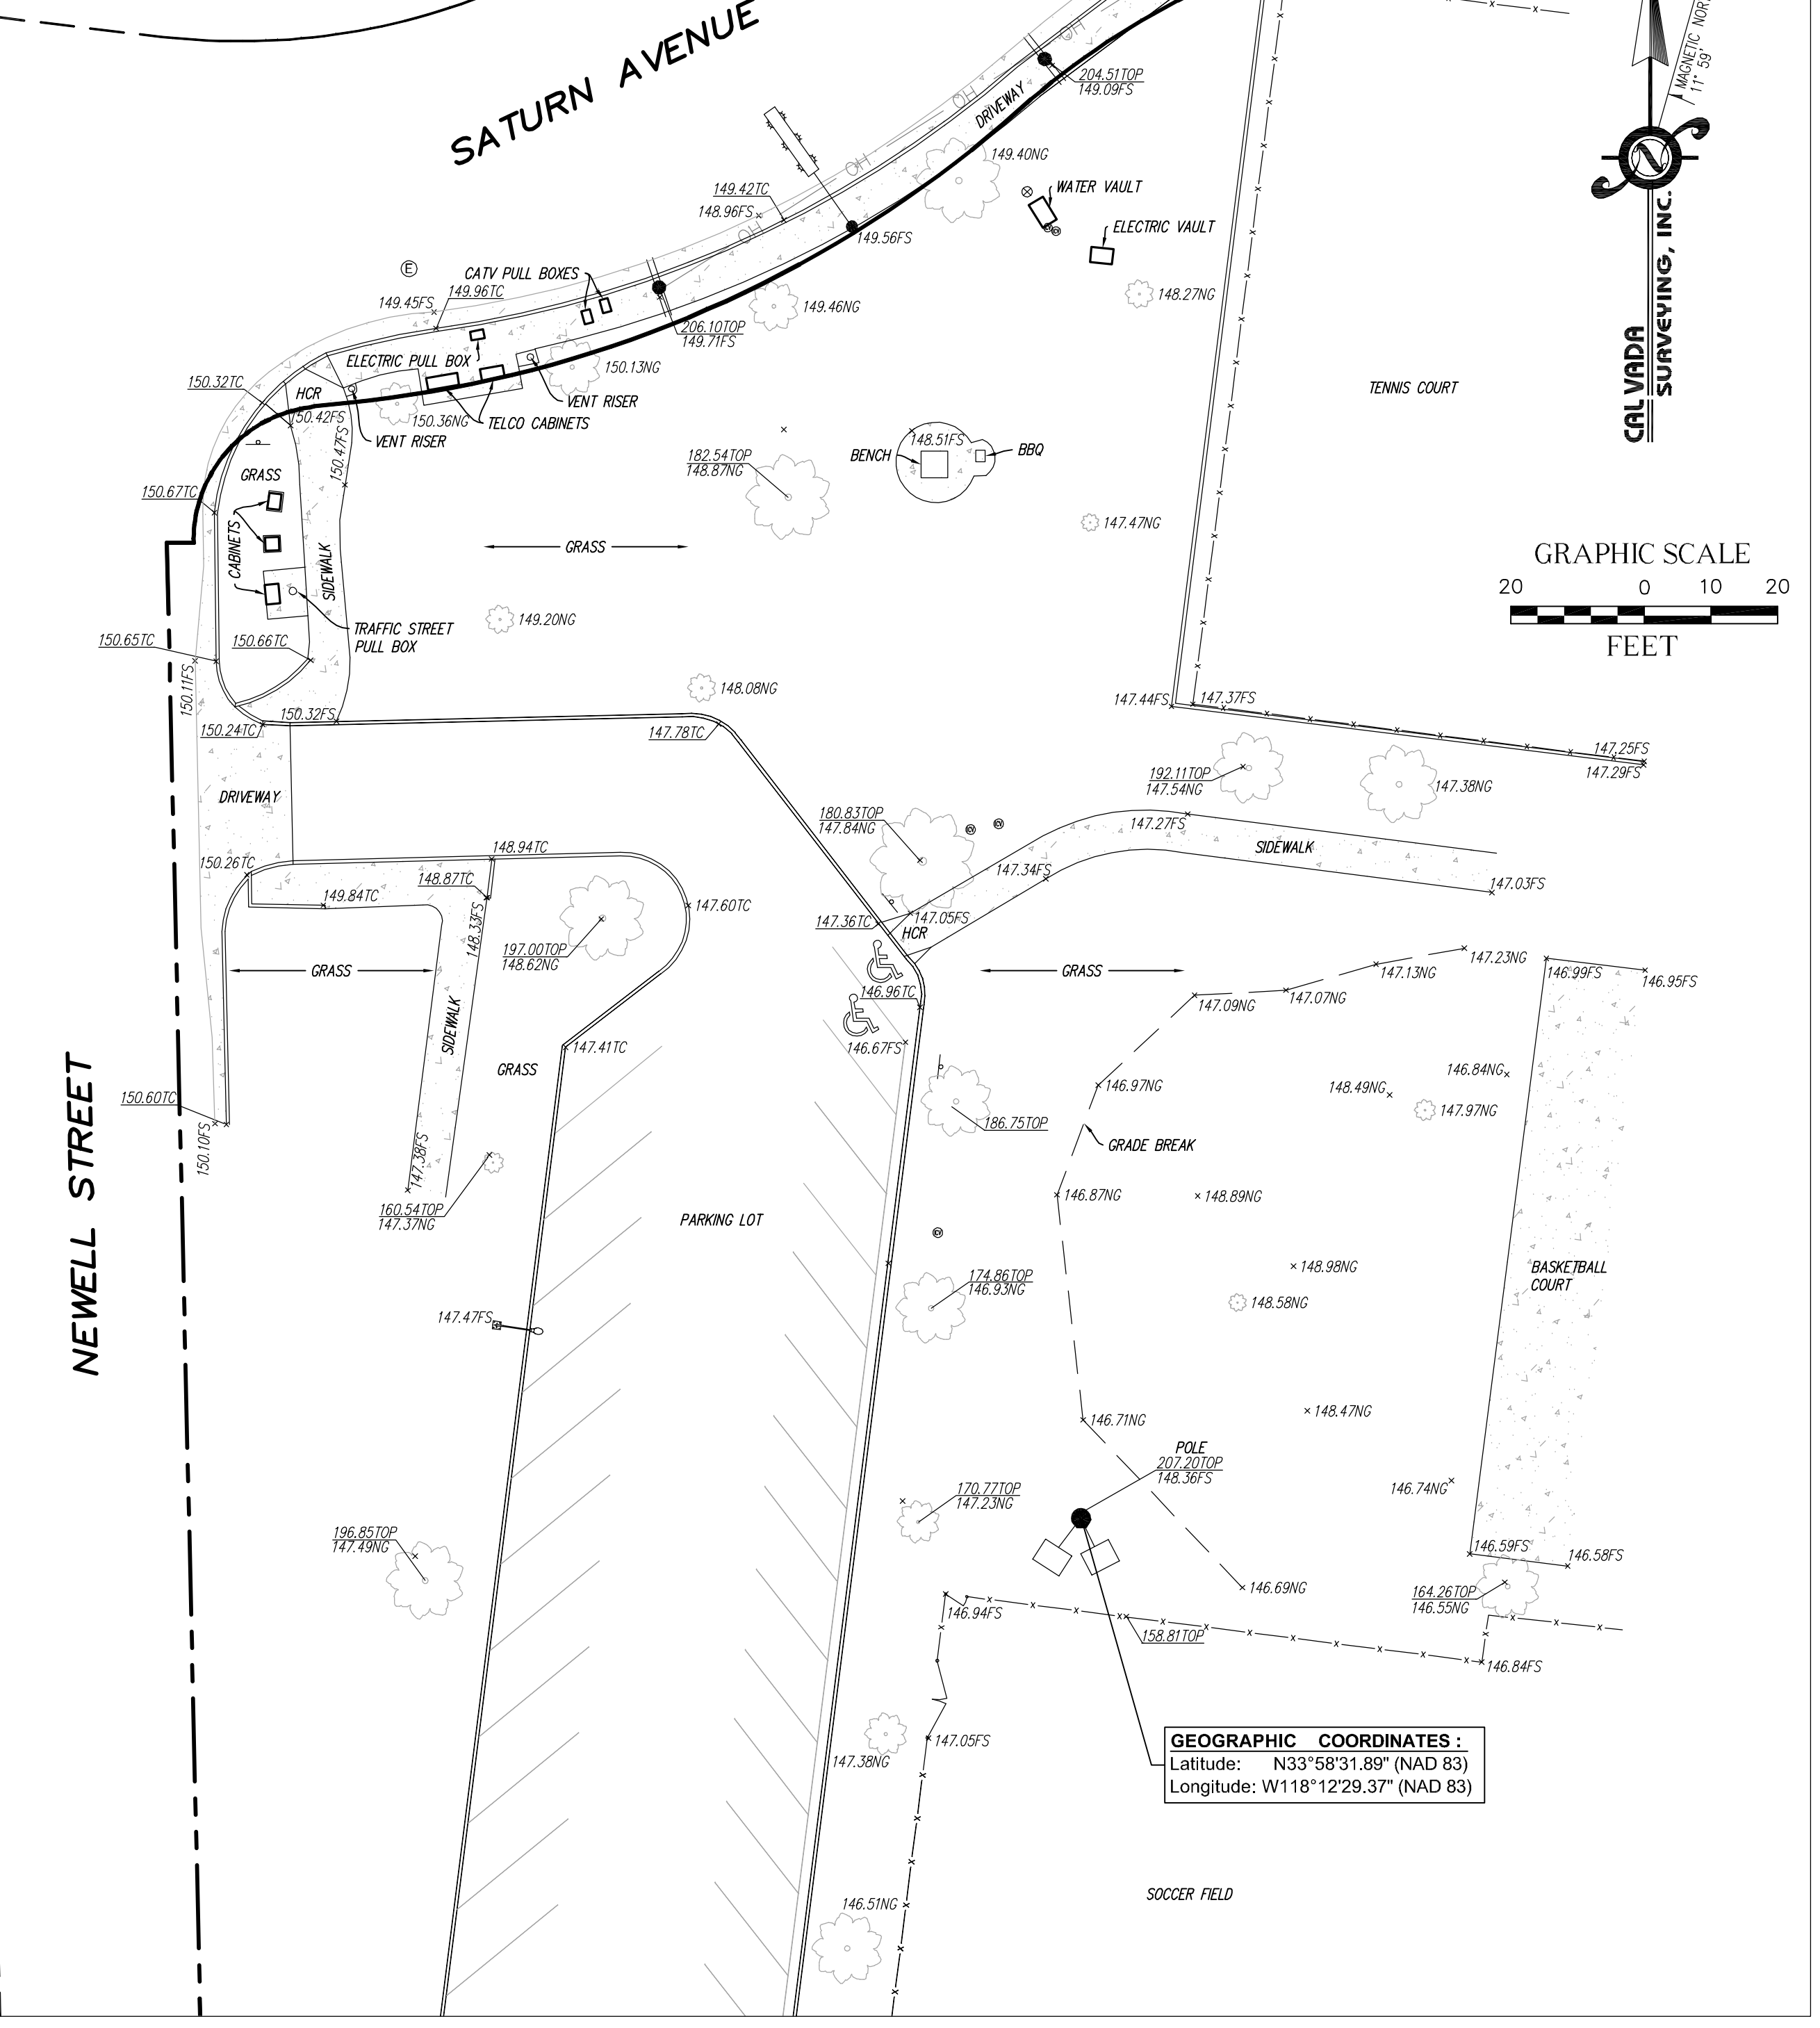 SATURN AVENUE
OH
204.51TOP
149.09FS
DRIVEWAY
OH
MAGNETIC NOR
11° 59'
149.40NG
OH
WATER VAULT
149.42TC
148.96FS
OH
ELECTRIC VAULT
149.56FS
CALVADA
SURVEYING, INC.
E
CATV PULL BOXES
149.96TC
149.45FS
148.27NG
149.46NG
206.10TOP
149.71FS
ELECTRIC PULL BOX
150.13NG
150.32TC
HCR
VENT RISER
150.36NG
TELCO CABINETS
150.42FS
150.47FS
VENT RISER
TENNIS COURT
148.51FS
BENCH
BBQ
182.54TOP
148.87NG
GRASS
150.67TC
CABINETS
SIDEWALK
147.47NG
GRASS
GRAPHIC SCALE
20 0 10 20
FEET
149.20NG
TRAFFIC STREET
PULL BOX
150.65TC
150.66TC
150.11FS
148.08NG
147.44FS
147.37FS
150.32FS
150.24TC
147.78TC
147.25FS
147.29FS
192.11TOP
147.54NG
147.38NG
DRIVEWAY
180.83TOP
147.84NG
147.27FS
SIDEWALK
148.94TC
150.26TC
148.87TC
147.34FS
147.03FS
149.84TC
148.33FS
147.60TC
147.36TC
147.05FS
HCR
197.00TOP
148.62NG
GRASS
GRASS
147.23NG
147.13NG
146.99FS
146.95FS
146.96TC
147.09NG
147.07NG
SIDEWALK
147.41TC
146.67FS
GRASS
146.97NG
146.84NG
148.49NG
147.97NG
150.60TC
150.10FS
186.75TOP
GRADE BREAK
147.38FS
NEWELL STREET
160.54TOP
147.37NG
146.87NG
148.89NG
PARKING LOT
174.86TOP
146.93NG
148.98NG
BASKETBALL
COURT
148.58NG
147.47FS
146.71NG
148.47NG
POLE
207.20TOP
148.36FS
146.74NG
170.77TOP
147.23NG
196.85TOP
147.49NG
146.59FS
146.58FS
146.69NG
164.26TOP
146.55NG
146.94FS
158.81TOP
146.84FS
147.05FS
147.38NG
GEOGRAPHIC COORDINATES :
Latitude: N33°58'31.89" (NAD 83)
Longitude: W118°12'29.37" (NAD 83)
146.51NG
SOCCER FIELD